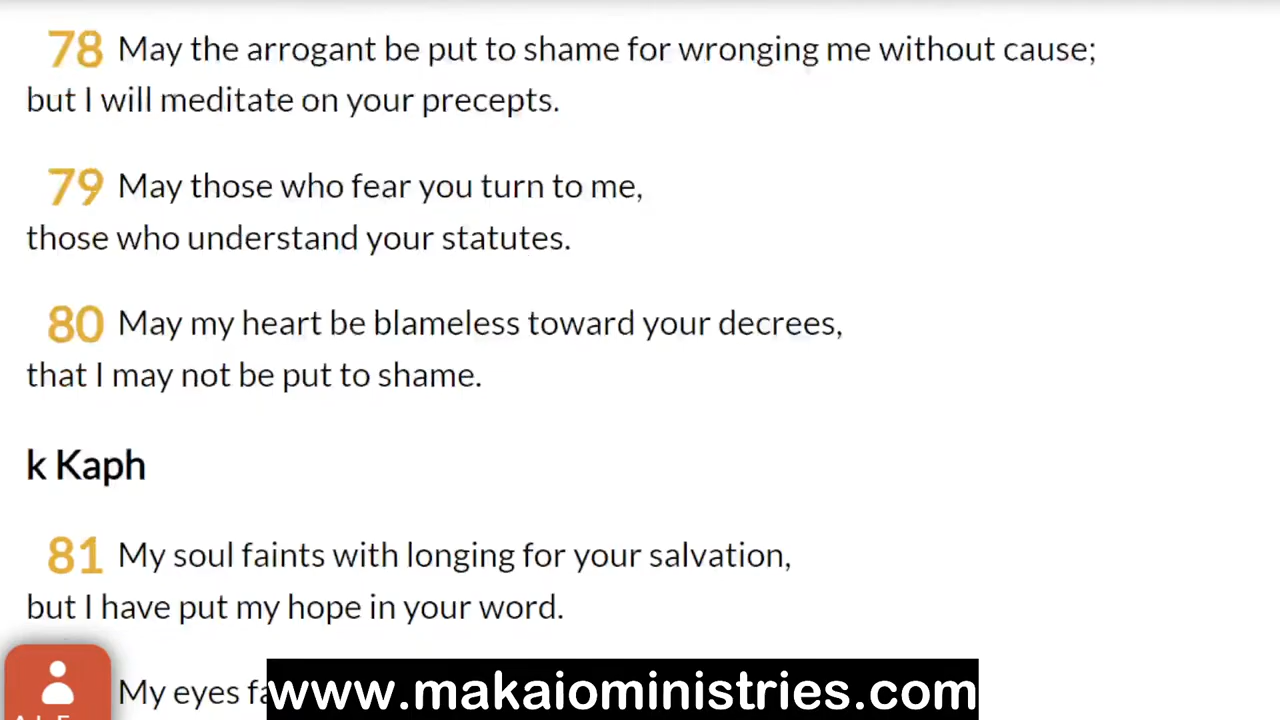 78 May the arrogant be put to shame for wronging me without cause;
but I will meditate on your precepts.
79 May those who fear you turn to me,
those who understand your statutes.
80 May my heart be blameless toward your decrees,
that I may not be put to shame.
k Kaph
81 My soul faints with longing for your salvation,
but I have put my hope in your word.
My eyes
www.makaioministries.com